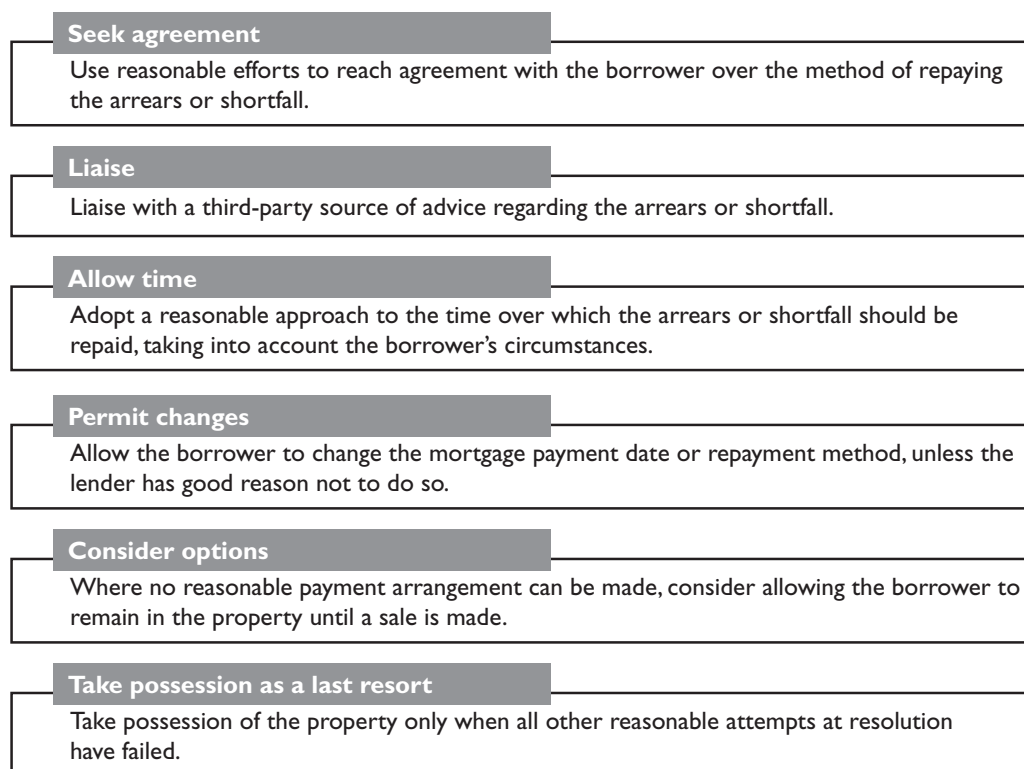 Seek agreement
Use reasonable efforts to reach agreement with the borrower over the method of repaying
the arrears or shortfall.
Liaise
Liaise with a third-party source of advice regarding the arrears or shortfall.
Allow time
Adopt a reasonable approach to the time over which the arrears or shortfall should be
repaid, taking into account the borrower’s circumstances.
Permit changes
Allow the borrower to change the mortgage payment date or repayment method, unless the
lender has good reason not to do so.
Consider options
Where no reasonable payment arrangement can be made, consider allowing the borrower to
remain in the property until a sale is made.
Take possession as a last resort
Take possession of the property only when all other reasonable attempts at resolution
have failed.